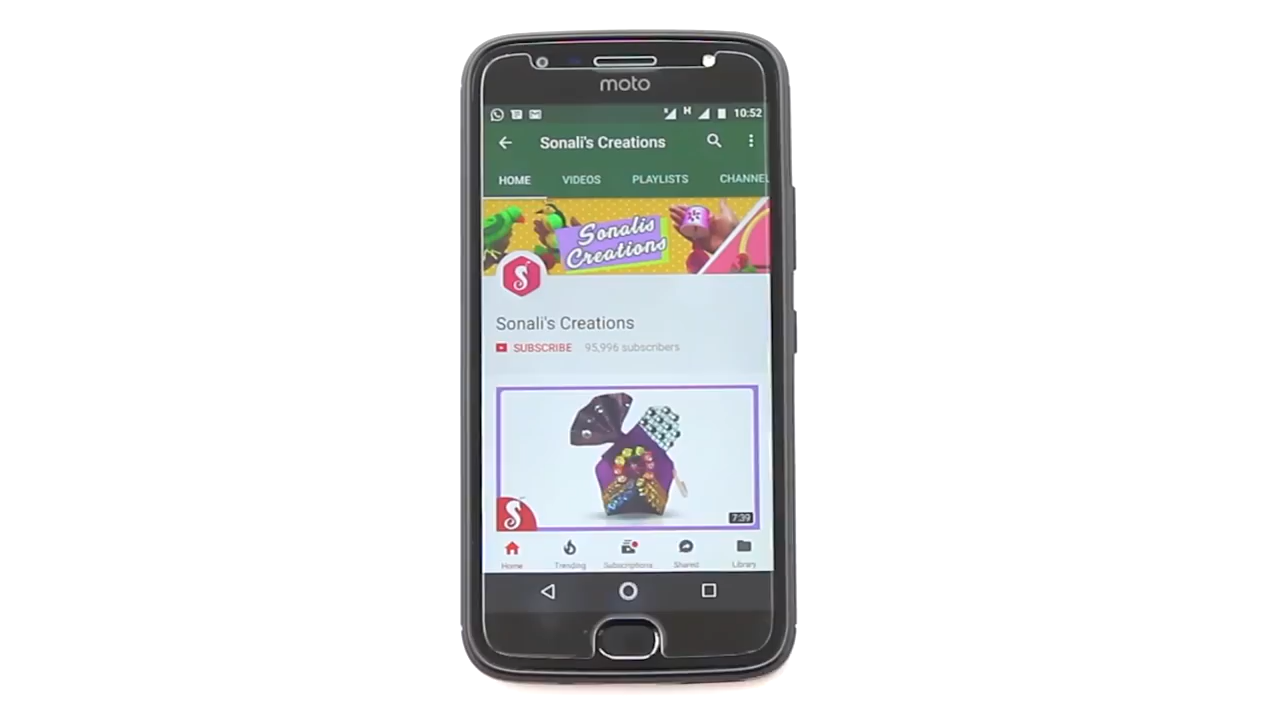 moto
H 10:52
Sonali's Creations
HOME VIDEOS PLAYLISTS CHANNEL
Sonalis
Creations
Sonali's Creations
SUBSCRIBE 95,996 subscribers
7:39
Home Trending Subscriptions Shared Library